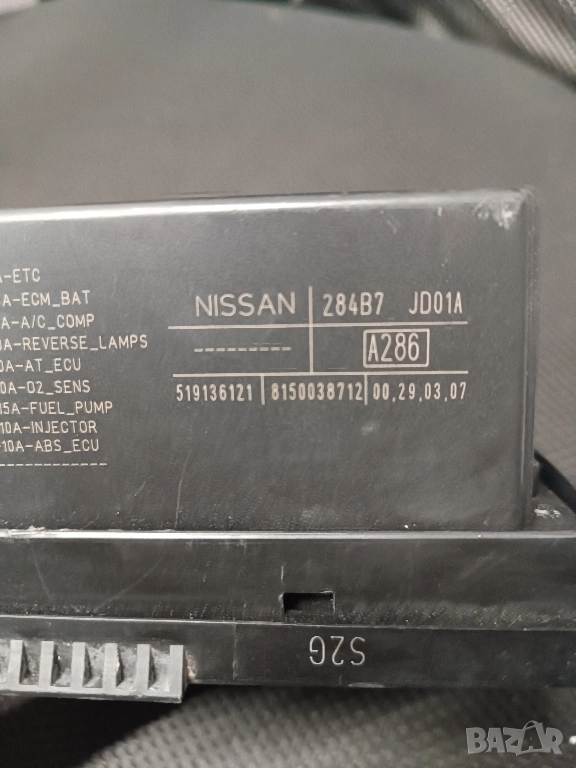 A-ETC
A-ECM_BAT
A-A/C_COMP
A-REVERSE_LAMPS
0A-AT_ECU
0A-O2_SENS
15A-FUEL_PUMP
10A-INJECTOR
-10A-ABS_ECU
NISSAN 284B7 JD01A
--------- A286
519136121 8150038712 00,29,03,07
S2G
BAZAR